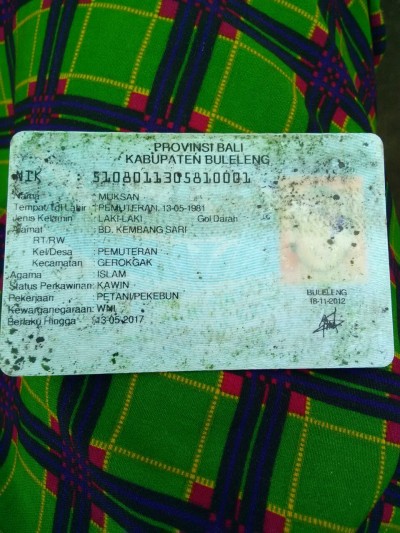 PROVINSI BALI
KABUPATEN BULELENG
NIK : 5108011305810001
Nama : MUKSAN
Tempat/Tgl Lahir : PEMUTERAN, 13-05-1981
Jenis Kelamin : LAKI-LAKI Gol Darah
Alamat : BD. KEMBANG SARI
RT/RW :
Kel/Desa : PEMUTERAN
Kecamatan : GEROKGAK
Agama : ISLAM
Status Perkawinan: KAWIN
Pekerjaan : PETANI/PEKEBUN
Kewarganegaraan: WNI
Berlaku Hingga : 13-05-2017
BULELENG
18-11-2012